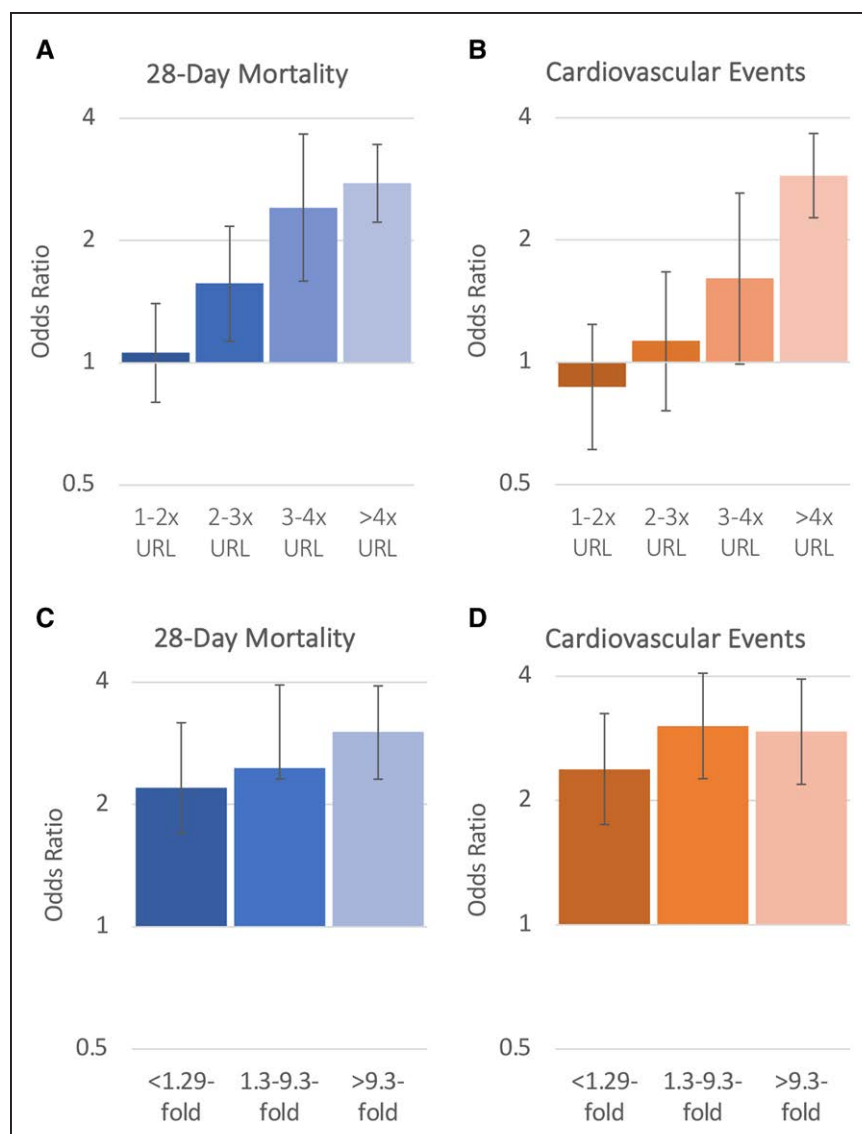 A
28-Day Mortality
4
2
1
0.5
Odds Ratio
1-2x 2-3x 3-4x >4x
URL URL URL URL
B
Cardiovascular Events
4
2
1
0.5
Odds Ratio
1-2x 2-3x 3-4x >4x
URL URL URL URL
C
28-Day Mortality
4
2
1
0.5
Odds Ratio
<1.29- 1.3-9.3- >9.3-
fold fold fold
D
Cardiovascular Events
4
2
1
0.5
Odds Ratio
<1.29- 1.3-9.3- >9.3-
fold fold fold